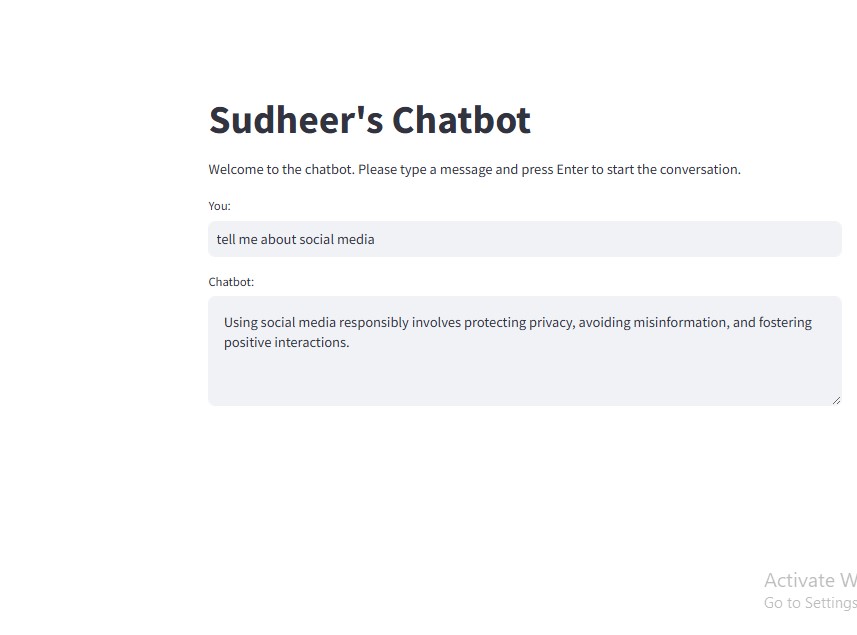 Sudheer's Chatbot
Welcome to the chatbot. Please type a message and press Enter to start the conversation.
You:
tell me about social media
Chatbot:
Using social media responsibly involves protecting privacy, avoiding misinformation, and fostering
positive interactions.
Activate W
Go to Settings